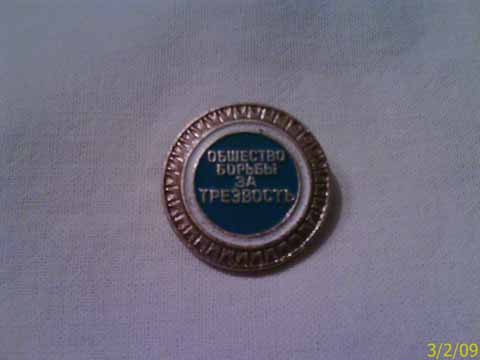 ОБЩЕСТВО
БОРЬБЫ
ЗА
ТРЕЗВОСТЬ
3/2/09